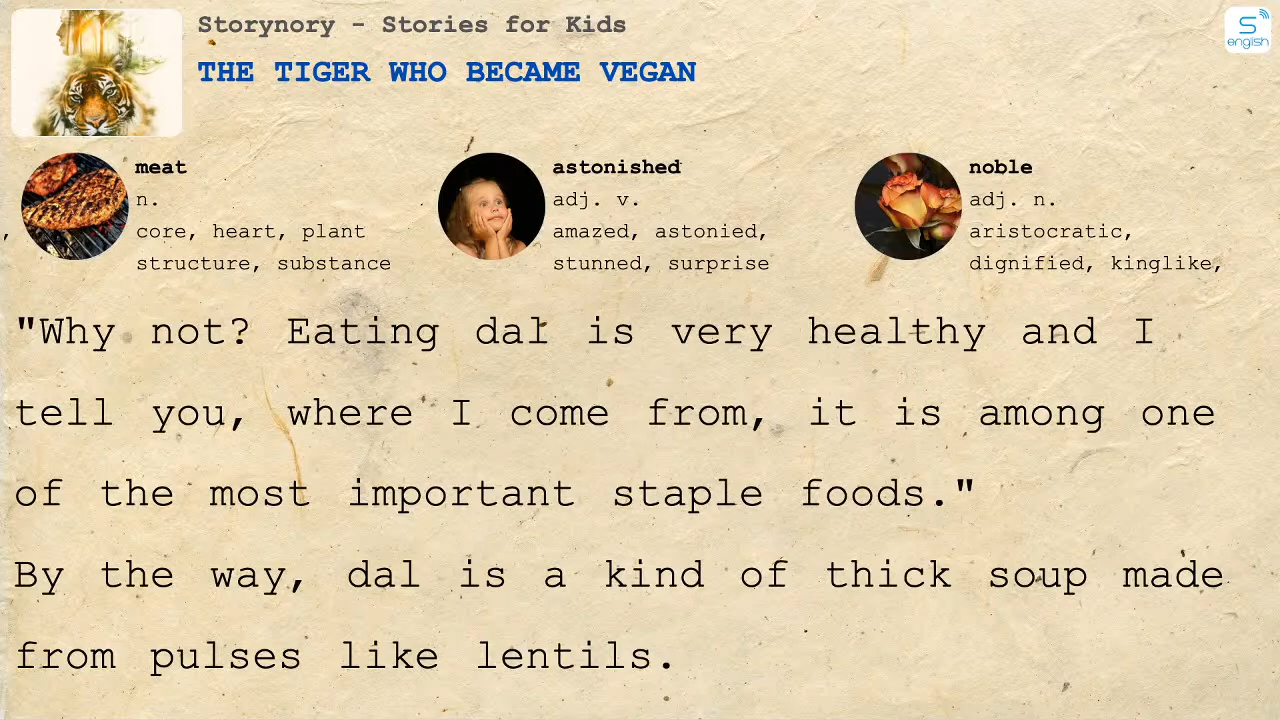 Storynory - Stories for Kids
THE TIGER WHO BECAME VEGAN
S
english
meat
n.
core, heart, plant
structure, substance
astonished
adj. v.
amazed, astonied,
stunned, surprise
noble
adj. n.
aristocratic,
dignified, kinglike,
"Why not? Eating dal is very healthy and I
tell you, where I come from, it is among one
of the most important staple foods."
By the way, dal is a kind of thick soup made
from pulses like lentils.